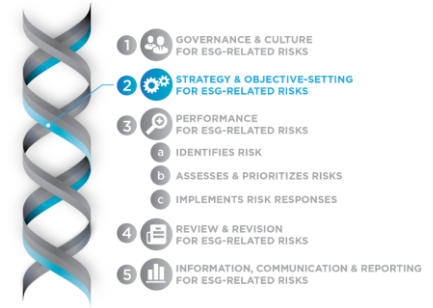 1 GOVERNANCE & CULTURE
FOR ESG-RELATED RISKS
2 STRATEGY & OBJECTIVE-SETTING
FOR ESG-RELATED RISKS
3 PERFORMANCE
FOR ESG-RELATED RISKS
a IDENTIFIES RISK
b ASSESSES & PRIORITIZES RISKS
c IMPLEMENTS RISK RESPONSES
4 REVIEW & REVISION
FOR ESG-RELATED RISKS
5 INFORMATION, COMMUNICATION & REPORTING
FOR ESG-RELATED RISKS